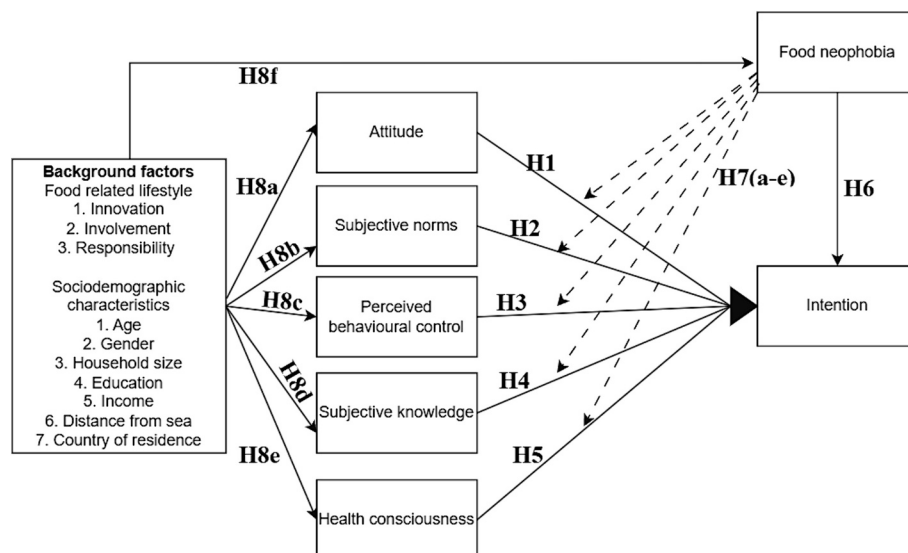 Food neophobia
H8f
Attitude
H1
H7(a-e)
H8a
H6
Background factors
Food related lifestyle
1. Innovation
2. Involvement
3. Responsibility
Sociodemographic
characteristics
1. Age
2. Gender
3. Household size
4. Education
5. Income
6. Distance from sea
7. Country of residence
Subjective norms
H2
H8b
H8c
Perceived
behavioural control
H3
Intention
H8d
Subjective knowledge
H4
H8e
H5
Health consciousness